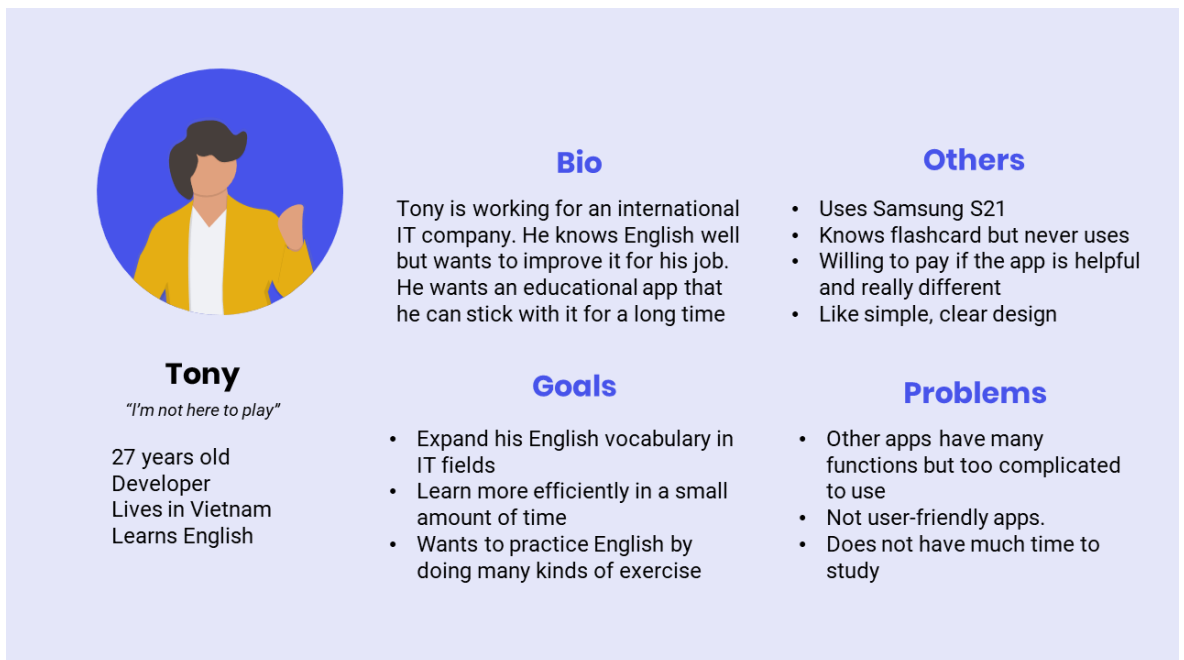 Tony
“I’m not here to play”
27 years old
Developer
Lives in Vietnam
Learns English
Bio
Tony is working for an international
IT company. He knows English well
but wants to improve it for his job.
He wants an educational app that
he can stick with it for a long time
Goals
• Expand his English vocabulary in
IT fields
• Learn more efficiently in a small
amount of time
• Wants to practice English by
doing many kinds of exercise
Others
• Uses Samsung S21
• Knows flashcard but never uses
• Willing to pay if the app is helpful
and really different
• Like simple, clear design
Problems
• Other apps have many
functions but too complicated
to use
• Not user-friendly apps.
• Does not have much time to
study